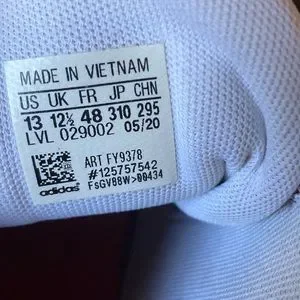 MADE IN VIETNAM
US UK FR JP CHN
13 12½ 48 310 295
LVL 029002 05/20
ART FY9378
#125757542
adidas FsGV88W>00434